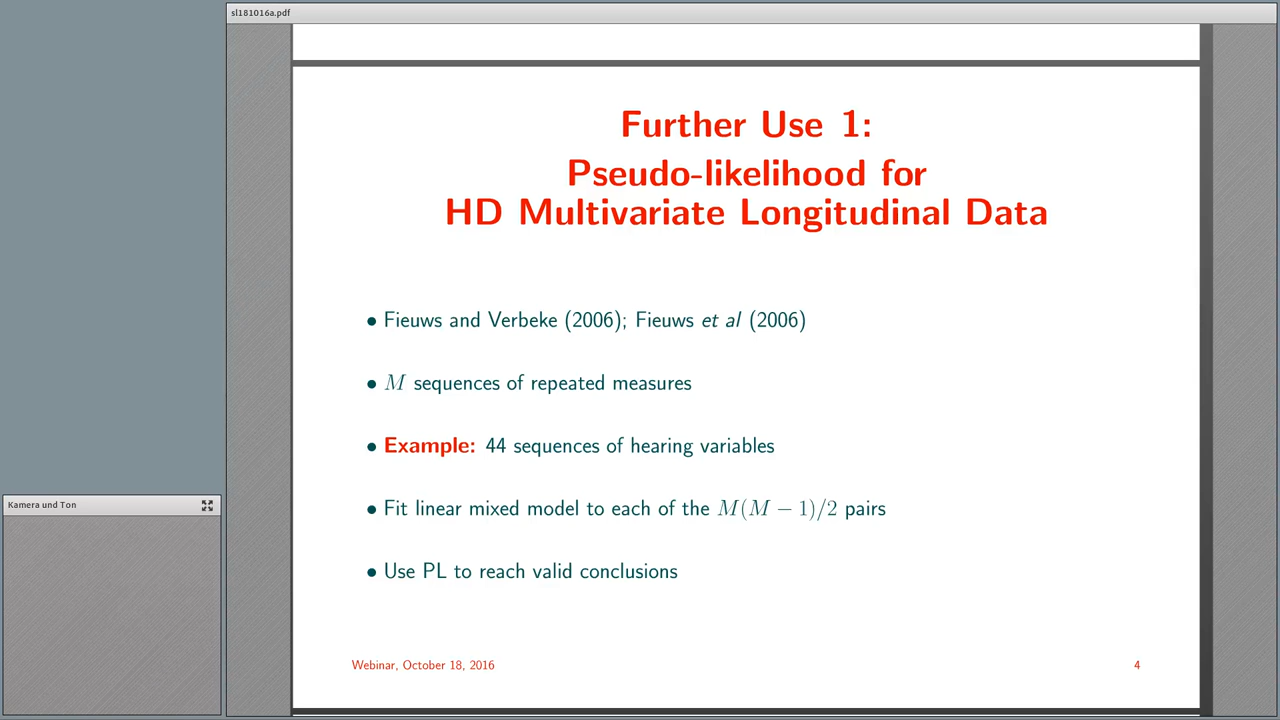 sl181016a.pdf
Further Use 1:
Pseudo-likelihood for
HD Multivariate Longitudinal Data
• Fieuws and Verbeke (2006); Fieuws et al (2006)
• M sequences of repeated measures
• Example: 44 sequences of hearing variables
• Fit linear mixed model to each of the M(M − 1)/2 pairs
• Use PL to reach valid conclusions
Webinar, October 18, 2016 4
Kamera und Ton